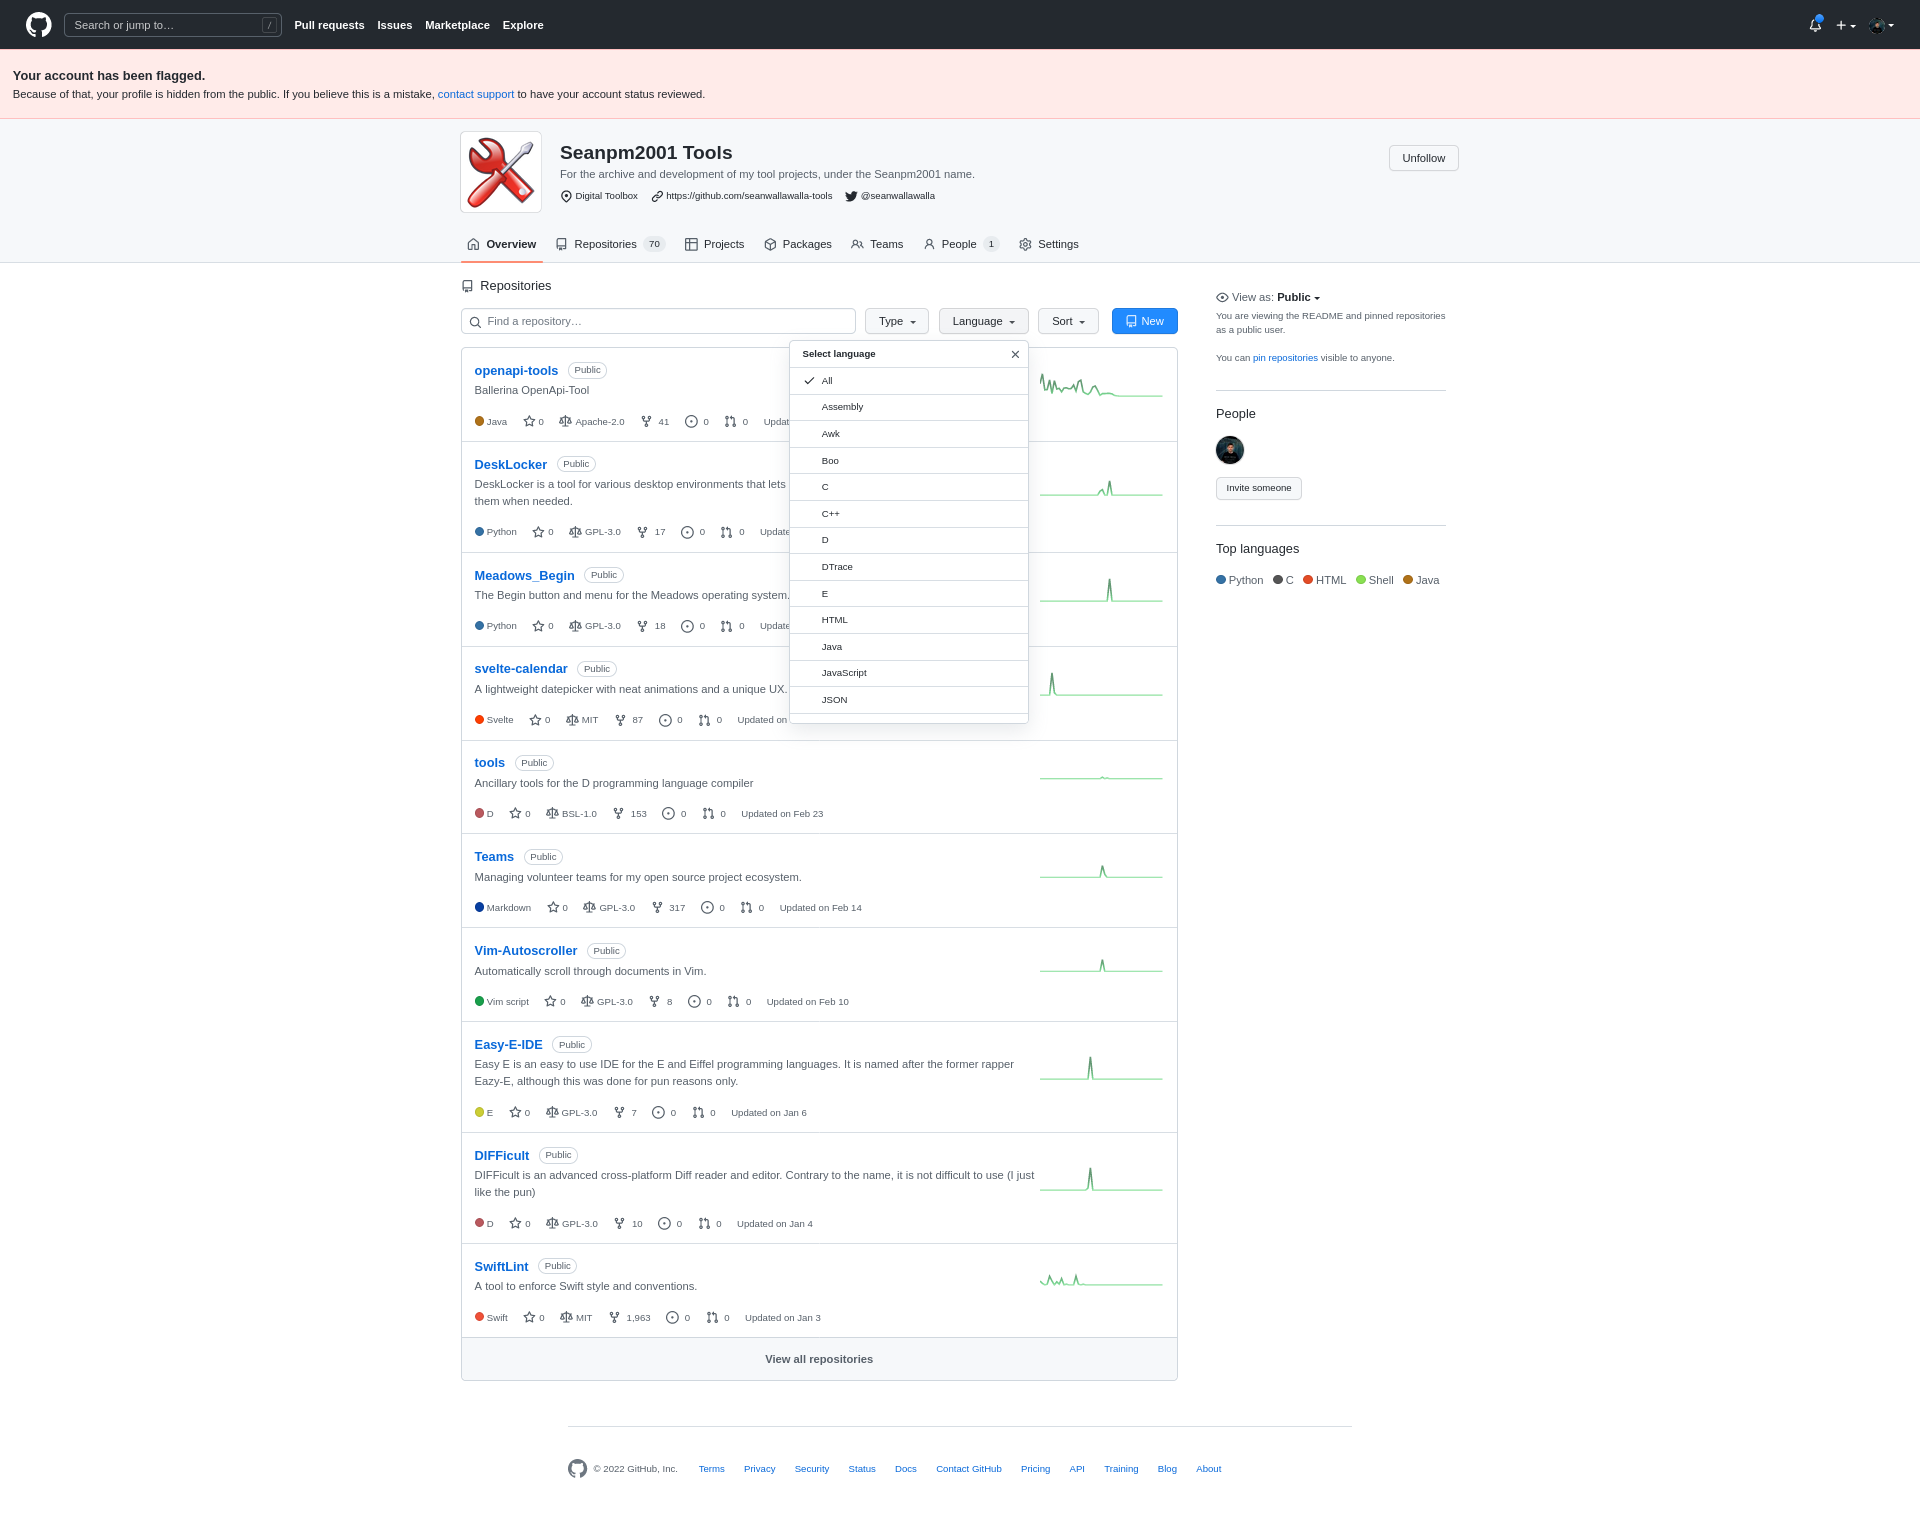 Search or jump to… /
Pull requests Issues Marketplace Explore
Your account has been flagged.
Because of that, your profile is hidden from the public. If you believe this is a mistake, contact support to have your account status reviewed.
Seanpm2001 Tools
Unfollow
For the archive and development of my tool projects, under the Seanpm2001 name.
Digital Toolbox https://github.com/seanwallawalla-tools @seanwallawalla
Overview Repositories 70 Projects Packages Teams People 1 Settings
Repositories
Find a repository…
Type Language Sort New
Select language
All
Assembly
Awk
Boo
C
C++
D
DTrace
E
HTML
Java
JavaScript
JSON
openapi-tools Public
Ballerina OpenApi-Tool
Java 0 Apache-2.0 41 0 0
DeskLocker Public
DeskLocker is a tool for various desktop environments that lets
them when needed.
Python 0 GPL-3.0 17 0 0
Meadows_Begin Public
The Begin button and menu for the Meadows operating system.
Python 0 GPL-3.0 18 0 0
svelte-calendar Public
A lightweight datepicker with neat animations and a unique UX.
Svelte 0 MIT 87 0 0 Updated on
tools Public
Ancillary tools for the D programming language compiler
D 0 BSL-1.0 153 0 0 Updated on Feb 23
Teams Public
Managing volunteer teams for my open source project ecosystem.
Markdown 0 GPL-3.0 317 0 0 Updated on Feb 14
Vim-Autoscroller Public
Automatically scroll through documents in Vim.
Vim script 0 GPL-3.0 8 0 0 Updated on Feb 10
Easy-E-IDE Public
Easy E is an easy to use IDE for the E and Eiffel programming languages. It is named after the former rapper
Eazy-E, although this was done for pun reasons only.
E 0 GPL-3.0 7 0 0 Updated on Jan 6
DIFFicult Public
DIFFicult is an advanced cross-platform Diff reader and editor. Contrary to the name, it is not difficult to use (I just
like the pun)
D 0 GPL-3.0 10 0 0 Updated on Jan 4
SwiftLint Public
A tool to enforce Swift style and conventions.
Swift 0 MIT 1,963 0 0 Updated on Jan 3
View all repositories
View as: Public
You are viewing the README and pinned repositories
as a public user.
You can pin repositories visible to anyone.
People
Invite someone
Top languages
Python C HTML Shell Java
© 2022 GitHub, Inc. Terms Privacy Security Status Docs Contact GitHub Pricing API Training Blog About